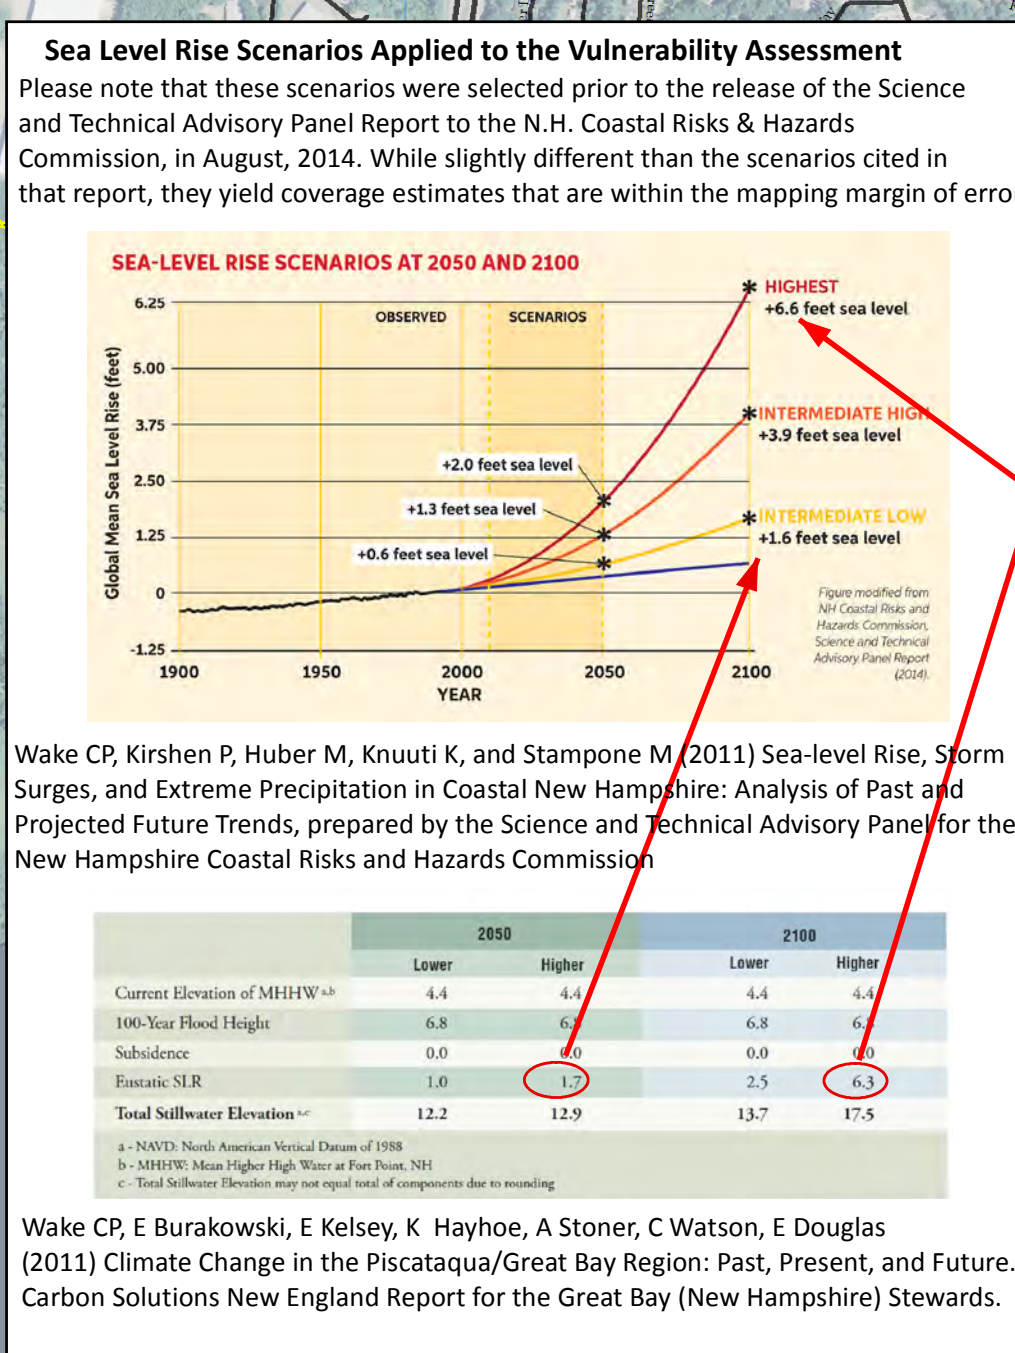 Sea Level Rise Scenarios Applied to the Vulnerability Assessment
Please note that these scenarios were selected prior to the release of the Science
and Technical Advisory Panel Report to the N.H. Coastal Risks & Hazards
Commission, in August, 2014. While slightly different than the scenarios cited in
that report, they yield coverage estimates that are within the mapping margin of error
SEA-LEVEL RISE SCENARIOS AT 2050 AND 2100
Global Mean Sea Level Rise (feet)
6.25
5.00
3.75
2.50
1.25
0
-1.25
OBSERVED
SCENARIOS
HIGHEST
+6.6 feet sea level
INTERMEDIATE HIGH
+3.9 feet sea level
+2.0 feet sea level
+1.3 feet sea level
+0.6 feet sea level
INTERMEDIATE LOW
+1.6 feet sea level
Figure modified from
NH Coastal Risks and
Hazards Commission,
Science and Technical
Advisory Panel Report
(2014).
1900 1950 2000 2050 2100
YEAR
Wake CP, Kirshen P, Huber M, Knuuti K, and Stampone M (2011) Sea-level Rise, Storm
Surges, and Extreme Precipitation in Coastal New Hampshire: Analysis of Past and
Projected Future Trends, prepared by the Science and Technical Advisory Panel for the
New Hampshire Coastal Risks and Hazards Commission
2050 2100
Lower Higher Lower Higher
Current Elevation of MHHW a,b 4.4 4.4 4.4 4.4
100-Year Flood Height 6.8 6.8 6.8 6.8
Subsidence 0.0 0.0 0.0 0.0
Eustatic SLR 1.0 1.7 2.5 6.3
Total Stillwater Elevation a,c 12.2 12.9 13.7 17.5
a - NAVD: North American Vertical Datum of 1988
b - MHHW: Mean Higher High Water at Fort Point, NH
c - Total Stillwater Elevation may not equal total of components due to rounding
Wake CP, E Burakowski, E Kelsey, K Hayhoe, A Stoner, C Watson, E Douglas
(2011) Climate Change in the Piscataqua/Great Bay Region: Past, Present, and Future.
Carbon Solutions New England Report for the Great Bay (New Hampshire) Stewards.